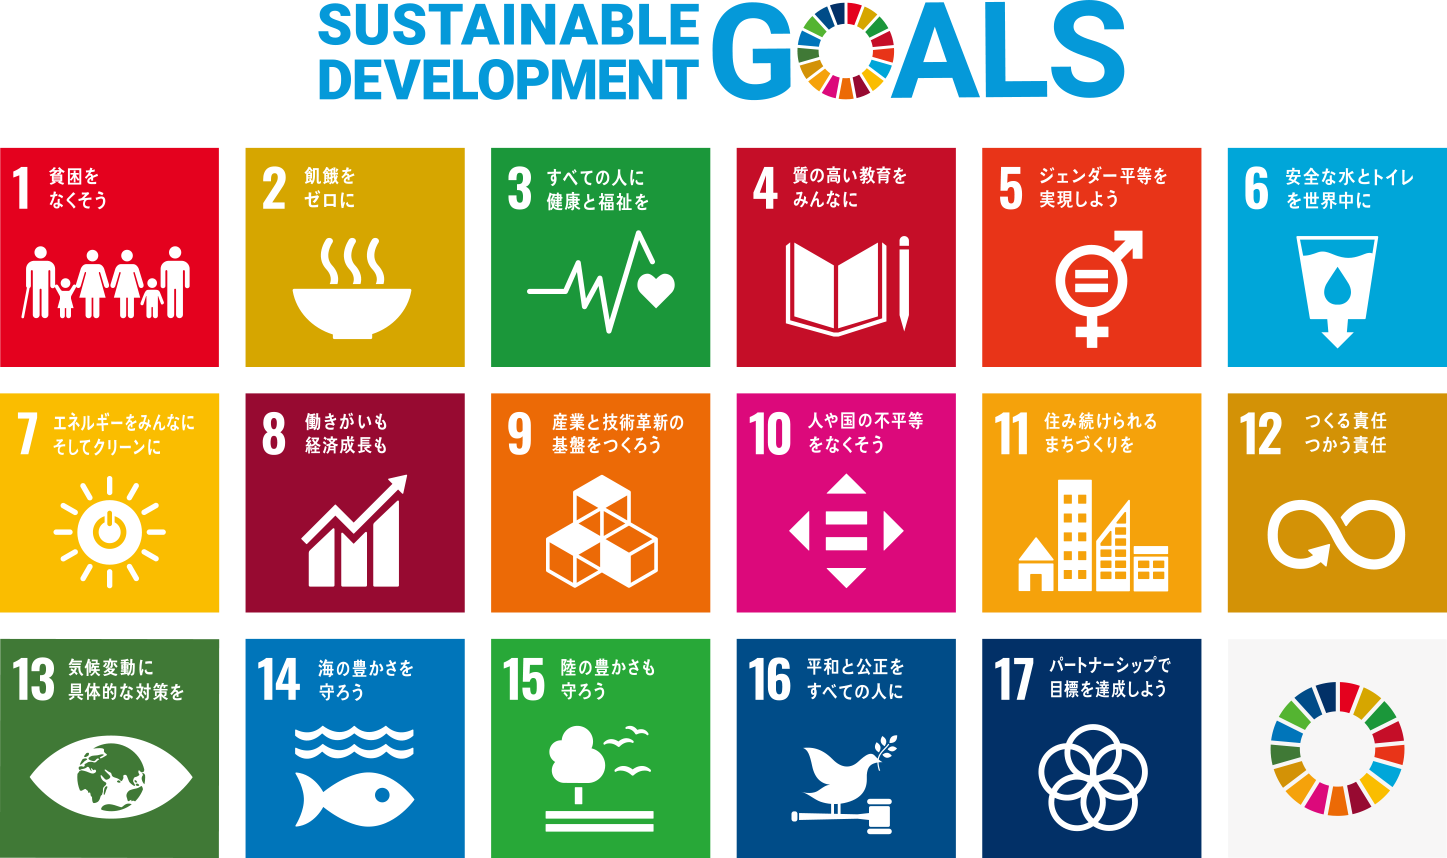 SUSTAINABLE
DEVELOPMENT
GOALS
1
貧困を
なくそう
2
飢餓を
ゼロに
3
すべての人に
健康と福祉を
4
質の高い教育を
みんなに
5
ジェンダー平等を
実現しよう
6
安全な水とトイレ
を世界中に
7
エネルギーをみんなに
そしてクリーンに
8
働きがいも
経済成長も
9
産業と技術革新の
基盤をつくろう
10
人や国の不平等
をなくそう
11
住み続けられる
まちづくりを
12
つくる責任
つかう責任
13
気候変動に
具体的な対策を
14
海の豊かさを
守ろう
15
陸の豊かさも
守ろう
16
平和と公正を
すべての人に
17
パートナーシップで
目標を達成しよう